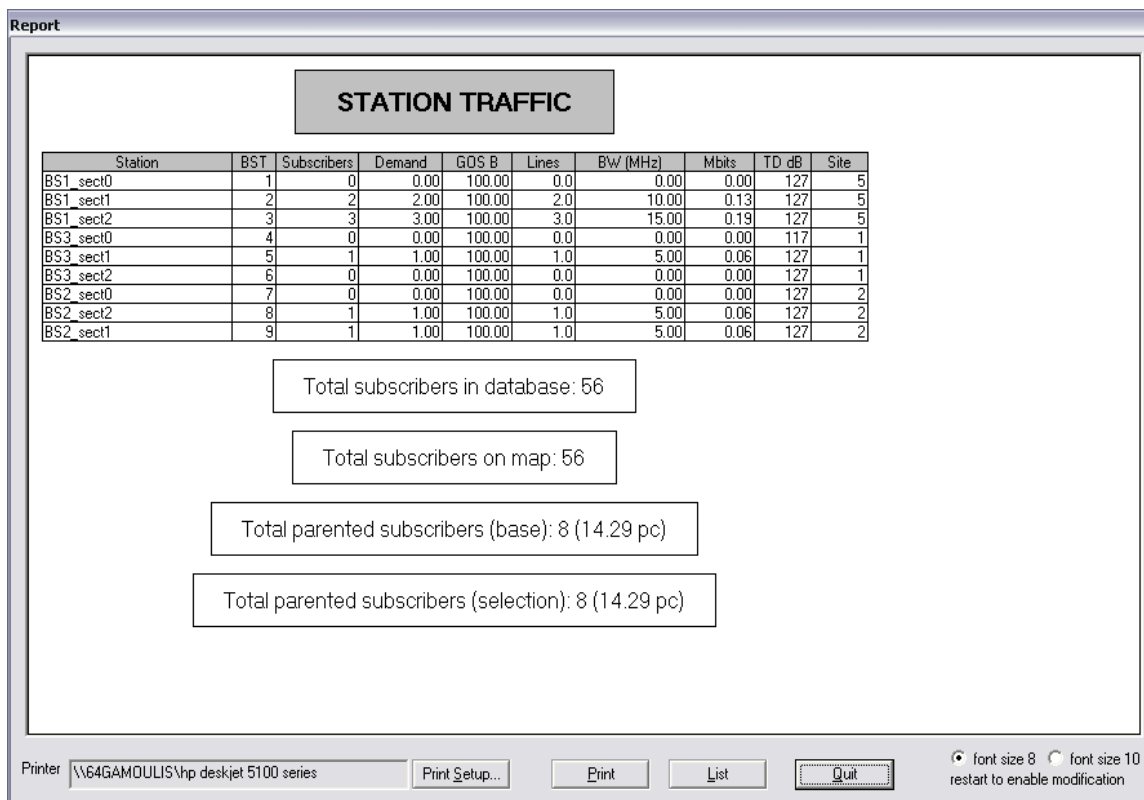 Report
STATION TRAFFIC
Station BST Subscribers Demand GOS B Lines BW (MHz) Mbits TD dB Site
BS1_sect0 1 0 0.00 100.00 0.0 0.00 0.00 127 5
BS1_sect1 2 2 2.00 100.00 2.0 10.00 0.13 127 5
BS1_sect2 3 3 3.00 100.00 3.0 15.00 0.19 127 5
BS3_sect0 4 0 0.00 100.00 0.0 0.00 0.00 117 1
BS3_sect1 5 1 1.00 100.00 1.0 5.00 0.06 127 1
BS3_sect2 6 0 0.00 100.00 0.0 0.00 0.00 127 1
BS2_sect0 7 0 0.00 100.00 0.0 0.00 0.00 127 2
BS2_sect2 8 1 1.00 100.00 1.0 5.00 0.06 127 2
BS2_sect1 9 1 1.00 100.00 1.0 5.00 0.06 127 2
Total subscribers in database: 56
Total subscribers on map: 56
Total parented subscribers (base): 8 (14.29 pc)
Total parented subscribers (selection): 8 (14.29 pc)
Printer \\64GAMOULIS\hp deskjet 5100 series Print Setup... Print List Quit font size 8 font size 10
restart to enable modification